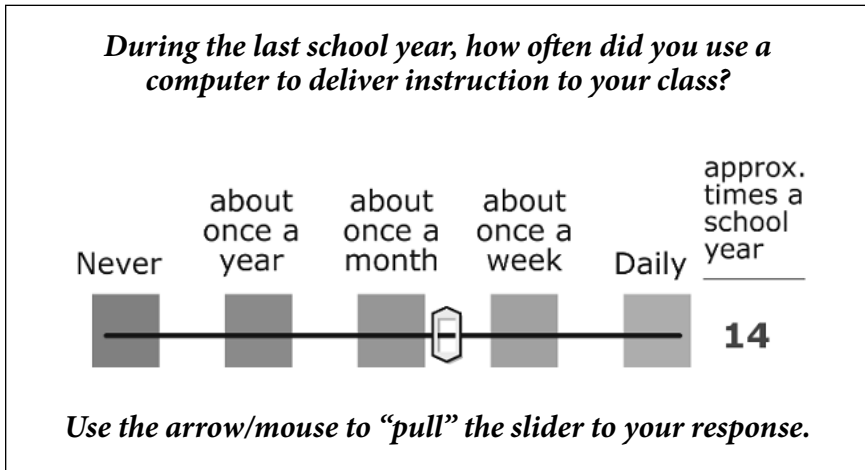 During the last school year, how often did you use a
computer to deliver instruction to your class?
Never
about
once a
year
about
once a
month
about
once a
week
Daily
approx.
times a
school
year
14
Use the arrow/mouse to “pull” the slider to your response.